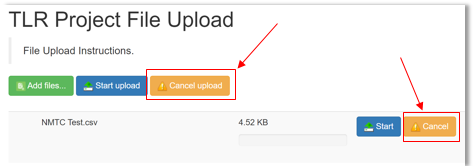 TLR Project File Upload
File Upload Instructions.
Add files... Start upload Cancel upload
NMTC Test.csv 4.52 KB Start Cancel